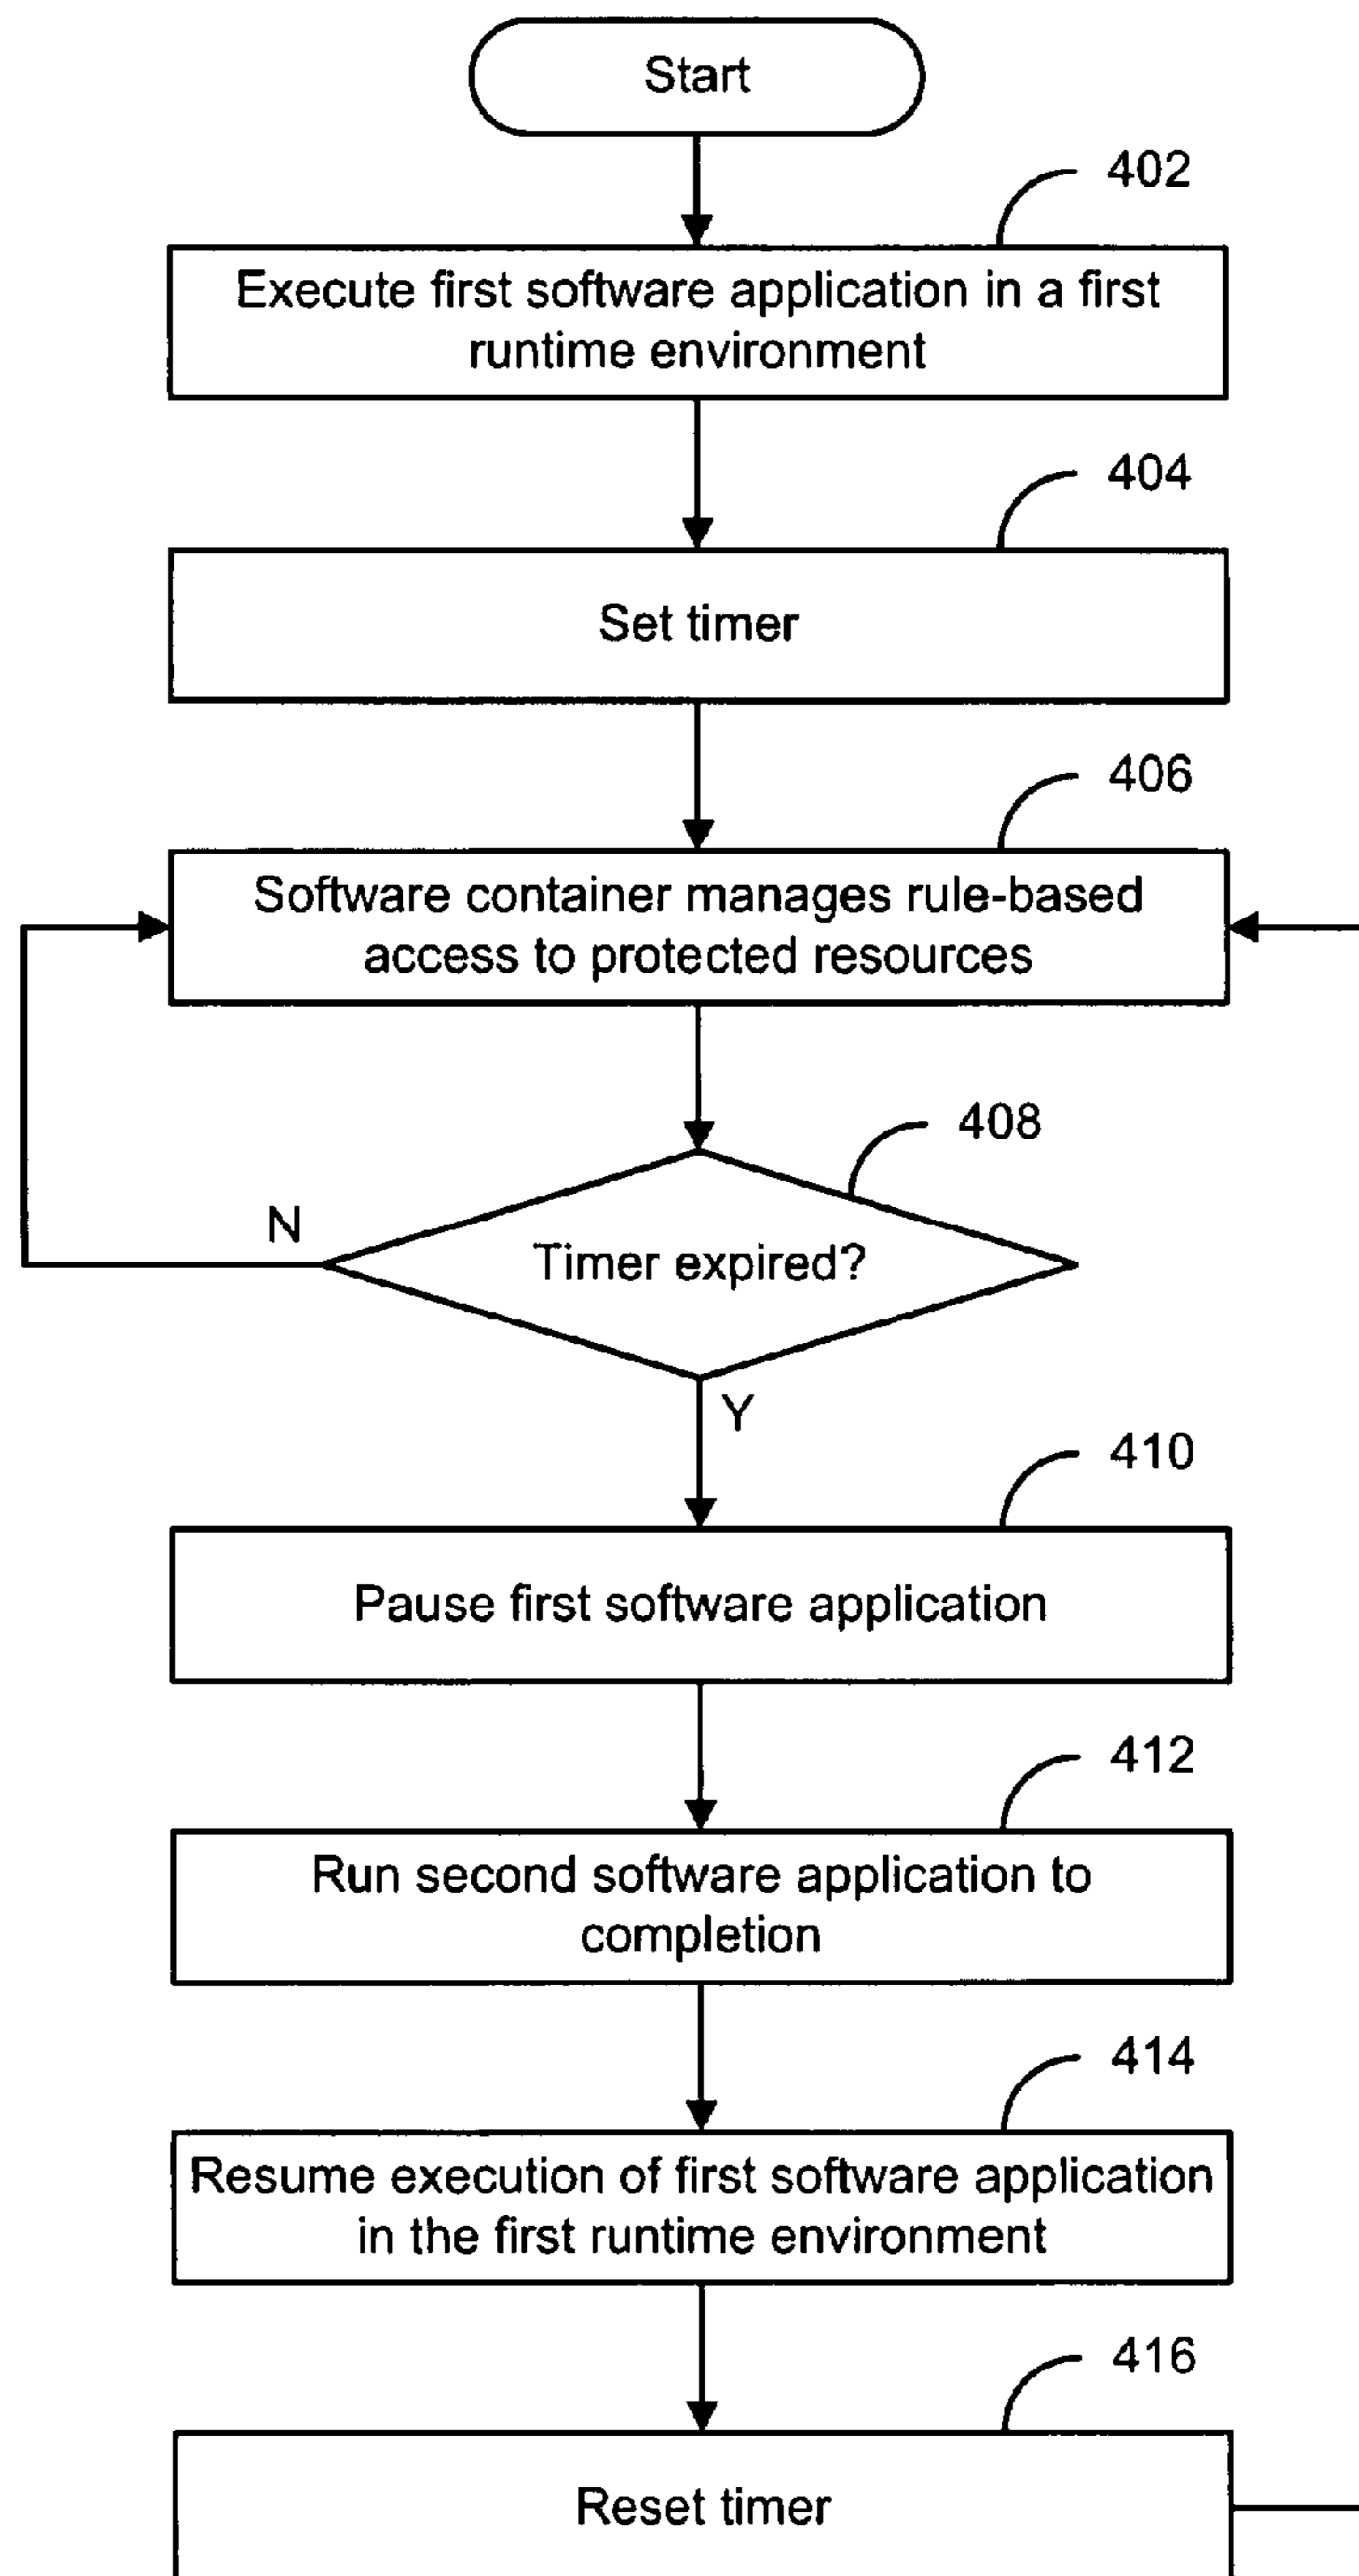 Start
402
Execute first software application in a first
runtime environment
404
Set timer
406
Software container manages rule-based
access to protected resources
408
N
Timer expired?
Y
410
Pause first software application
412
Run second software application to
completion
414
Resume execution of first software application
in the first runtime environment
416
Reset timer